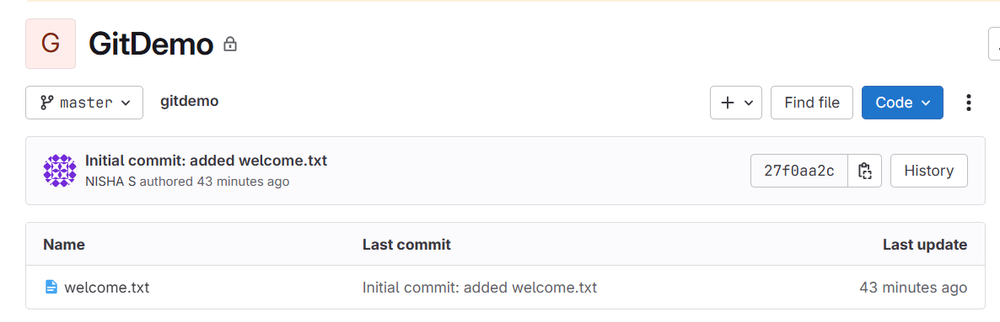 G GitDemo
master gitdemo Find file Code
Initial commit: added welcome.txt
NISHA S authored 43 minutes ago
27f0aa2c History
Name Last commit Last update
welcome.txt Initial commit: added welcome.txt 43 minutes ago